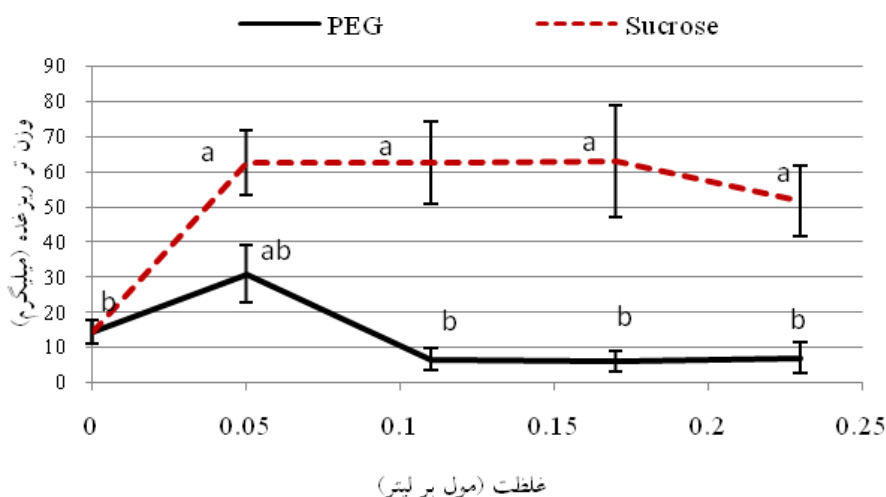 PEG Sucrose
وزن تر ریزغده (میلیگرم)
90
80
70
60
50
40
30
20
10
0
a
a
a
a
b
ab
b
b
b
0 0.05 0.1 0.15 0.2 0.25
غلظت (مول بر لیتر)